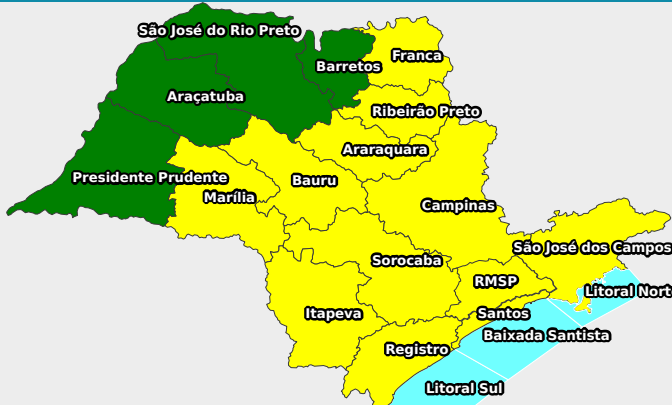 São José do Rio Preto
Franca
Barretos
Araçatuba
Ribeirão Preto
Araraquara
Presidente Prudente
Bauru
Marília
Campinas
São José dos Campos
Sorocaba
RMSP
Litoral Nort
Itapeva
Santos
Baixada Santista
Registro
Litoral Sul